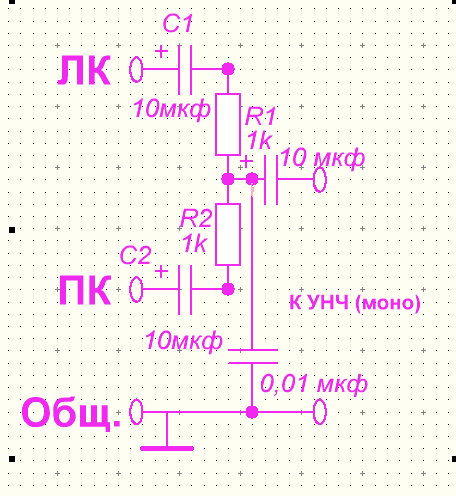 C1
+
ЛК
10мкф
R1
1k
+
10 мкф
R2
1k
C2
+
ПК
К УНЧ (моно)
10мкф
0,01 мкф
Общ.